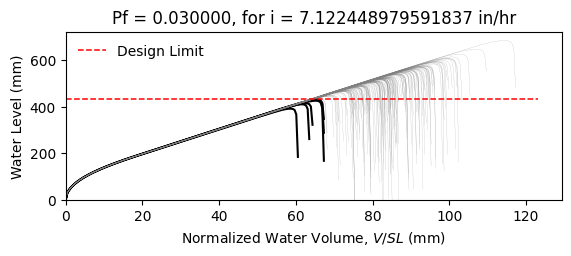 Pf = 0.030000, for i = 7.122448979591837 in/hr
Design Limit
Water Level (mm)
600
400
200
0
0 20 40 60 80 100 120
Normalized Water Volume, V/SL (mm)